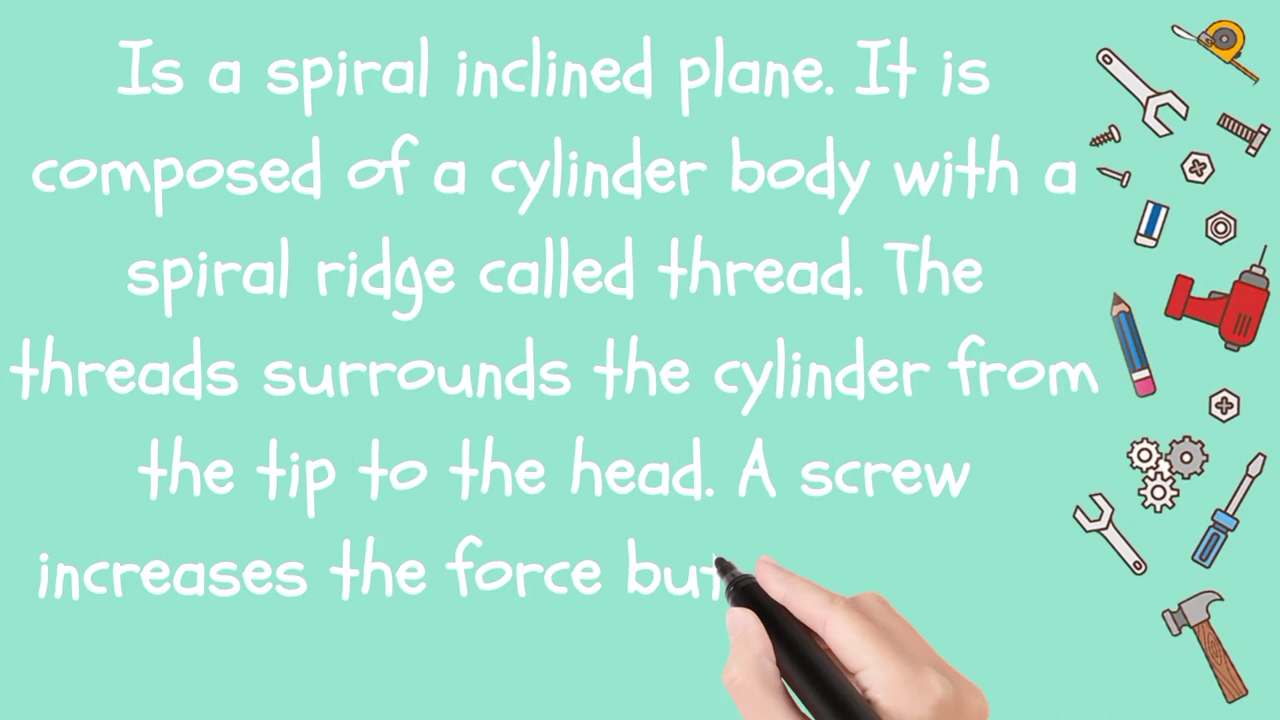 Is a spiral inclined plane. It is
composed of a cylinder body with a
spiral ridge called thread. The
threads surrounds the cylinder from
the tip to the head. A screw
increases the force but